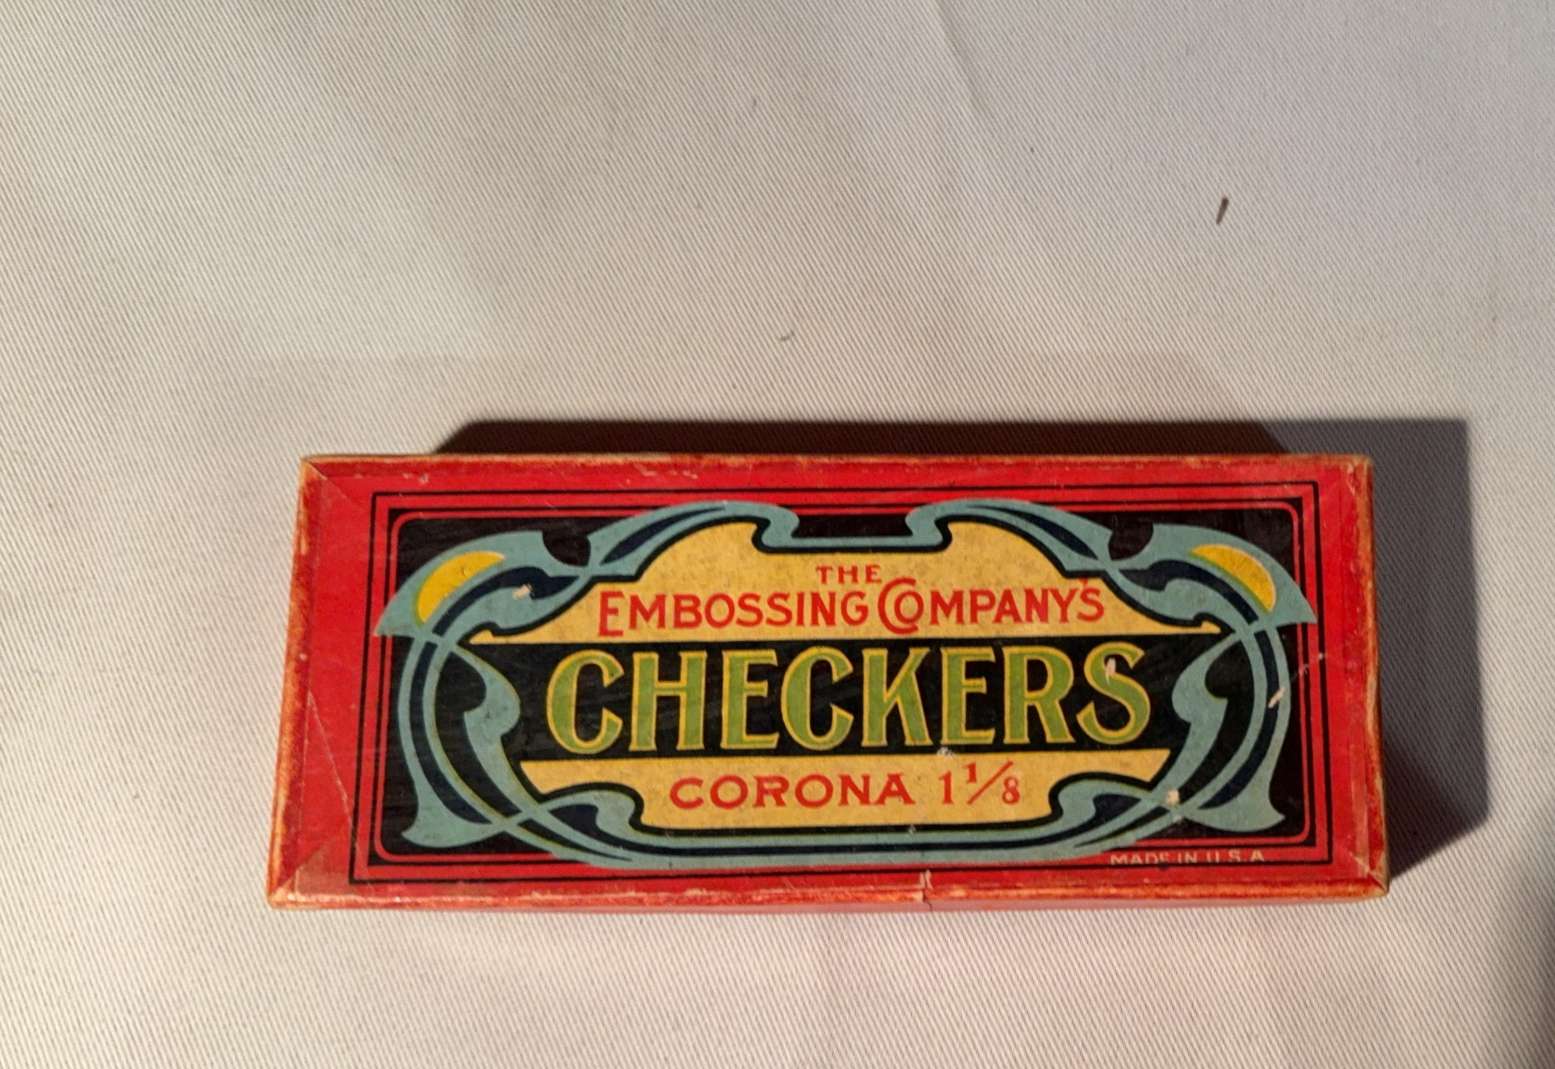 THE
EMBOSSING COMPANY'S
CHECKERS
CORONA 1 1/8
MADE IN U.S.A